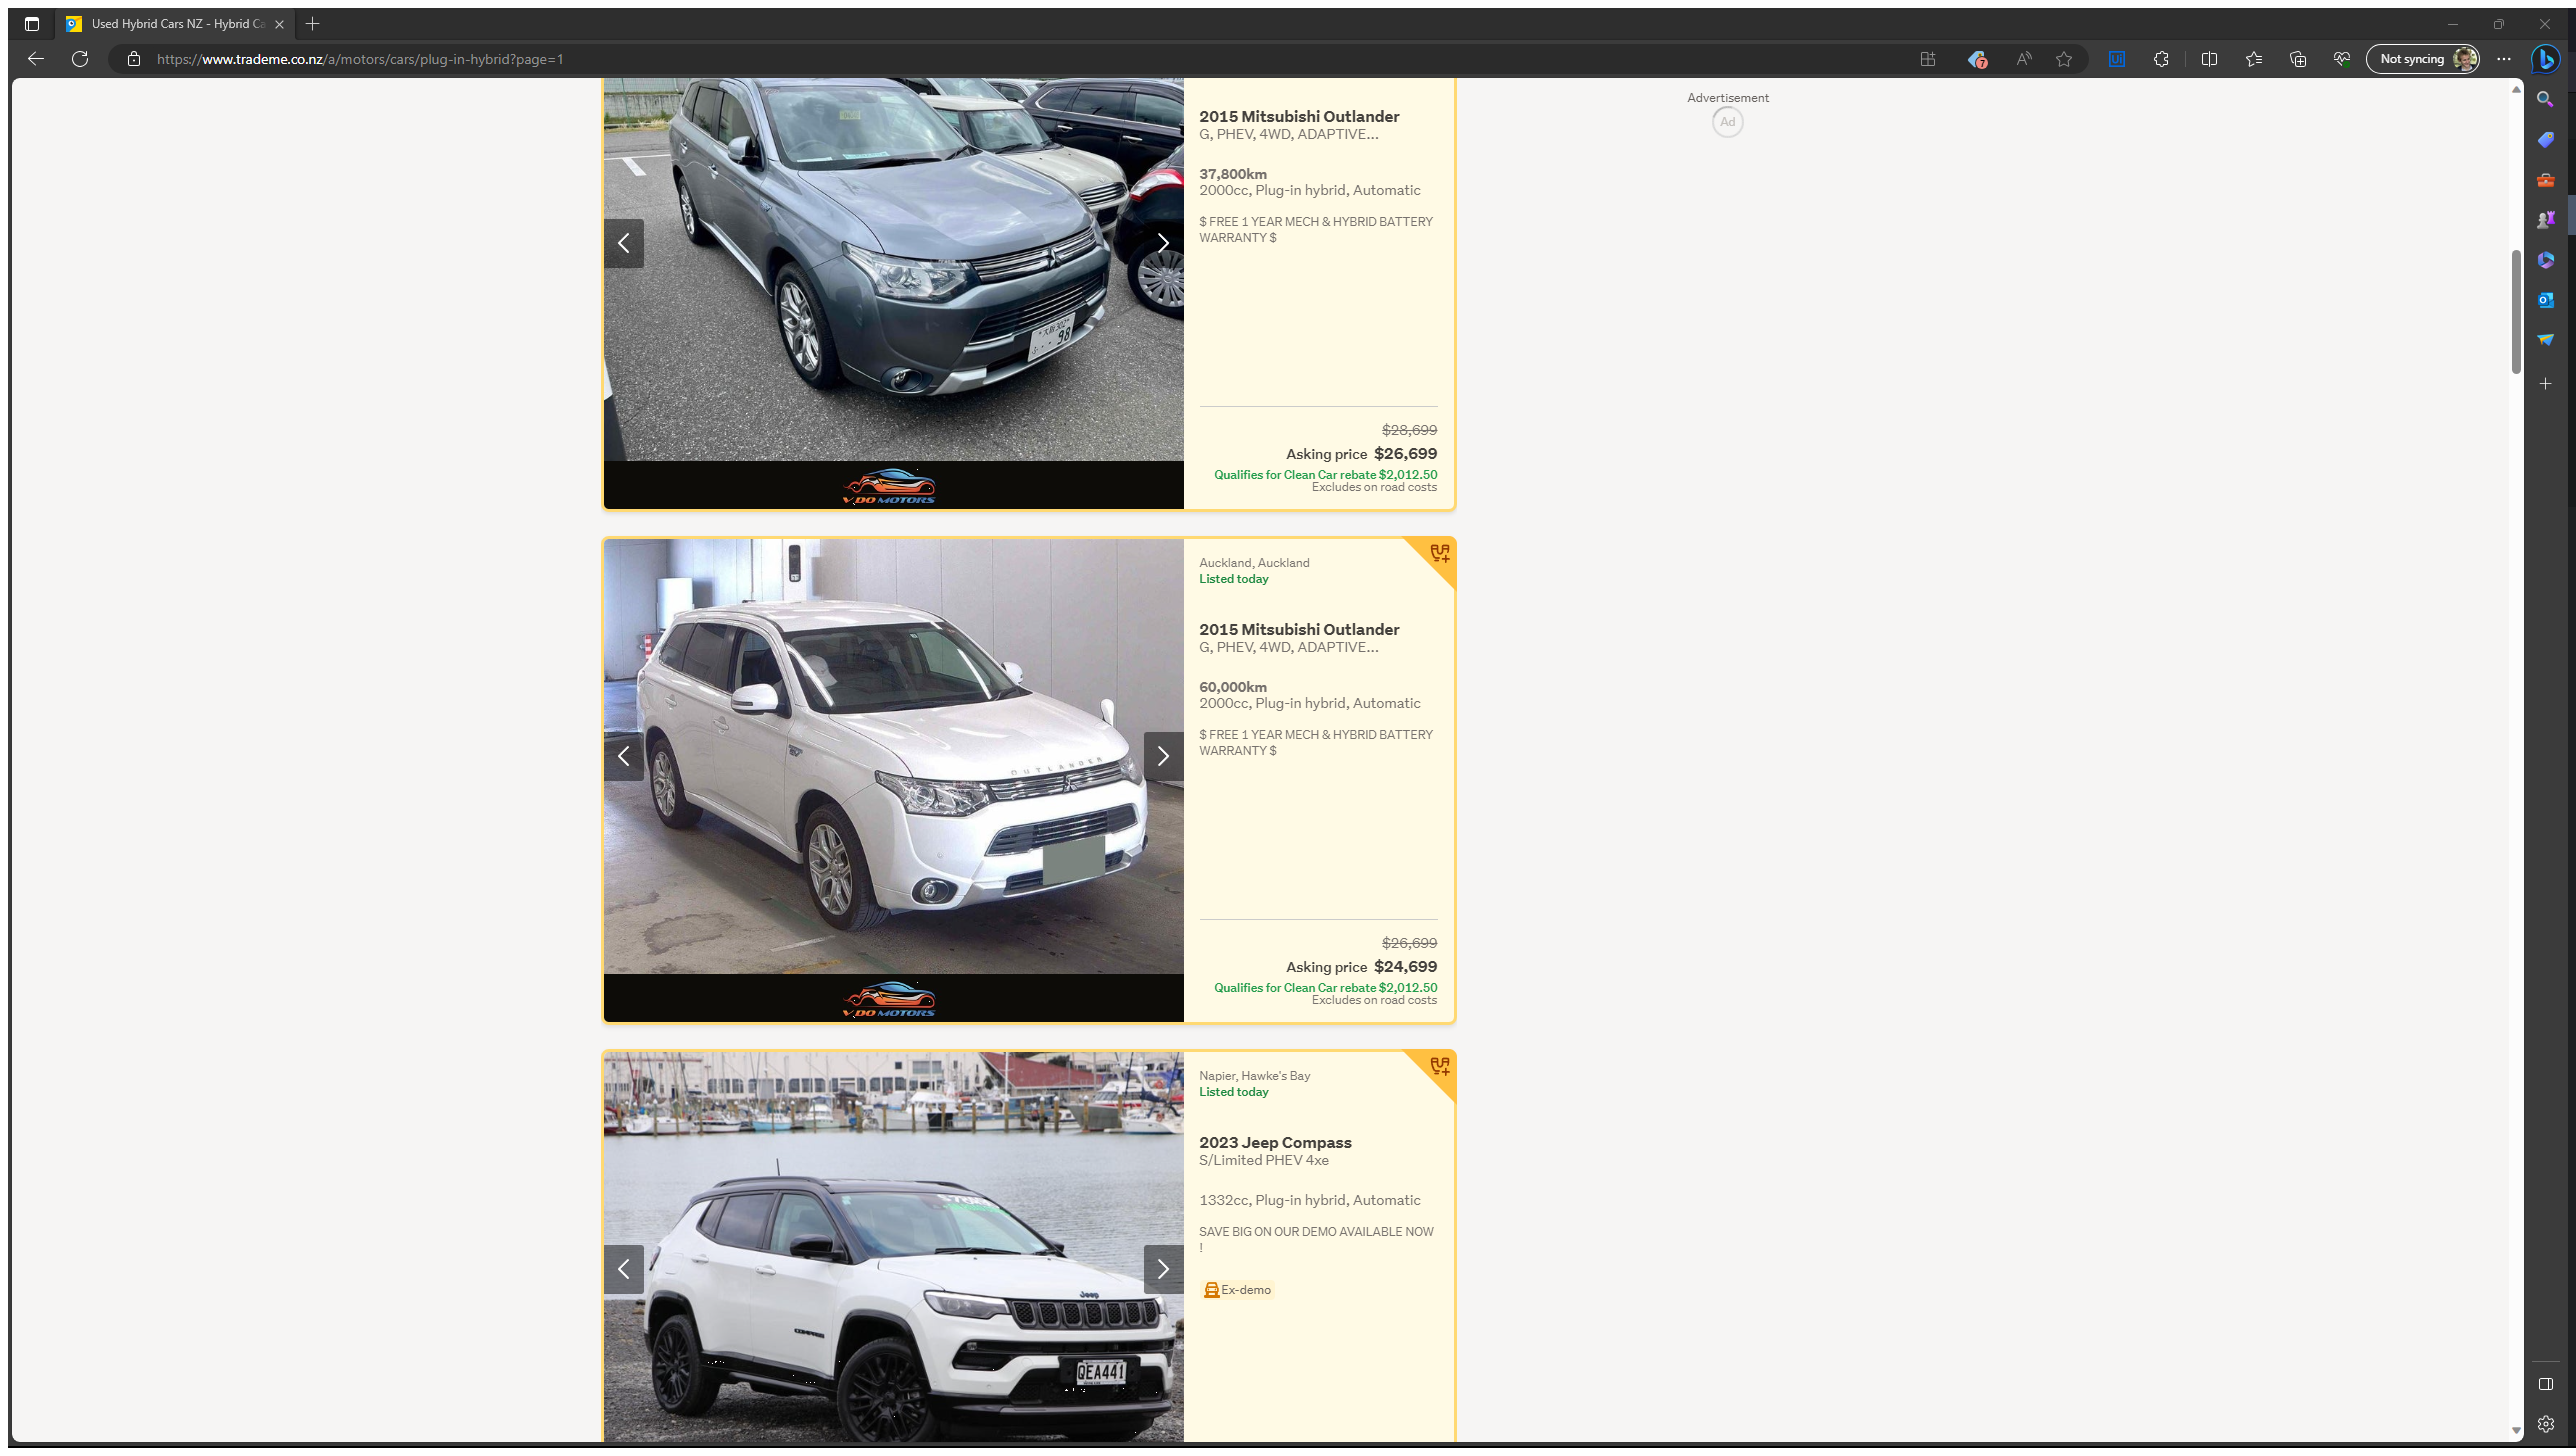 Used Hybrid Cars NZ - Hybrid Ca
https://www.trademe.co.nz/a/motors/cars/plug-in-hybrid?page=1
7
Not syncing
Advertisement
Ad
2015 Mitsubishi Outlander
G, PHEV, 4WD, ADAPTIVE...
37,800km
2000cc, Plug-in hybrid, Automatic
$ FREE 1 YEAR MECH & HYBRID BATTERY
WARRANTY $
98
$28,699
Asking price $26,699
Qualifies for Clean Car rebate $2,012.50
Excludes on road costs
V.DO MOTORS
Auckland, Auckland
Listed today
2015 Mitsubishi Outlander
G, PHEV, 4WD, ADAPTIVE...
60,000km
2000cc, Plug-in hybrid, Automatic
$ FREE 1 YEAR MECH & HYBRID BATTERY
WARRANTY $
OUTLANDER
$26,699
Asking price $24,699
Qualifies for Clean Car rebate $2,012.50
Excludes on road costs
V.DO MOTORS
Napier, Hawke's Bay
Listed today
2023 Jeep Compass
S/Limited PHEV 4xe
1332cc, Plug-in hybrid, Automatic
SAVE BIG ON OUR DEMO AVAILABLE NOW
!
Ex-demo
Jeep
COMPASS
QEA441